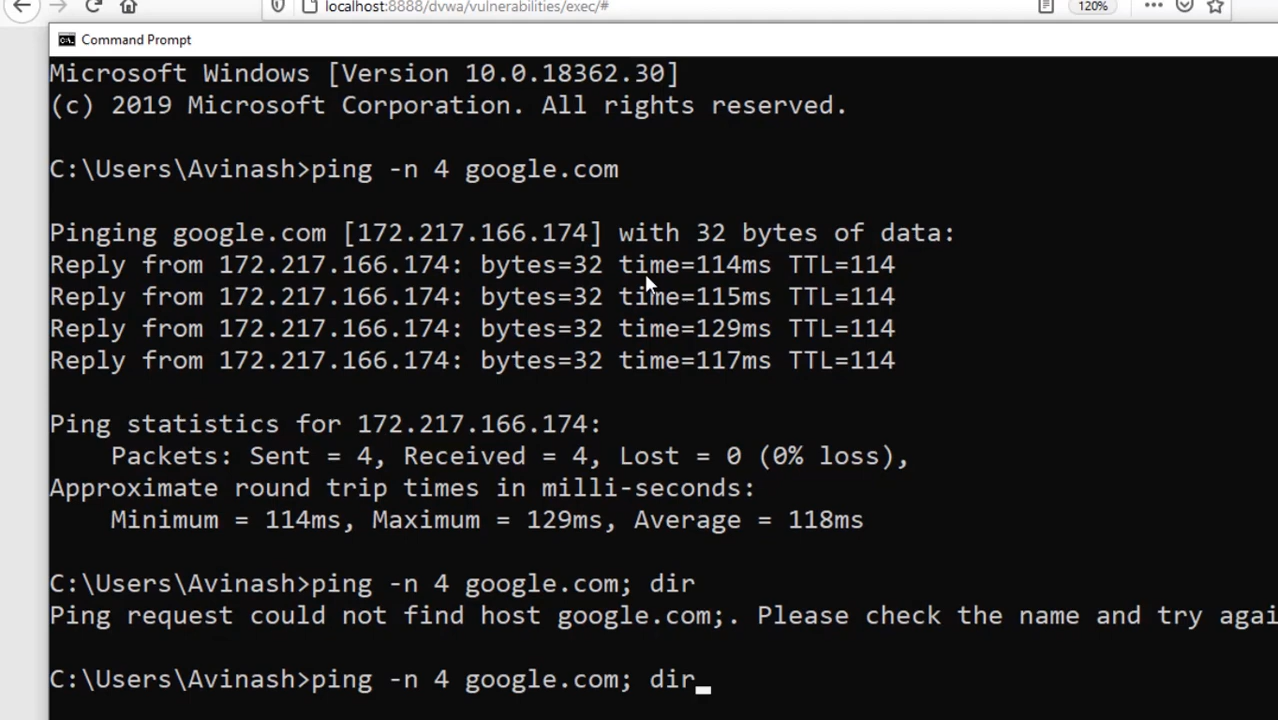 localhost:8888/dvwa/vulnerabilities/exec/#
120%
Command Prompt
Microsoft Windows [Version 10.0.18362.30]
(c) 2019 Microsoft Corporation. All rights reserved.
C:\Users\Avinash>ping -n 4 google.com
Pinging google.com [172.217.166.174] with 32 bytes of data:
Reply from 172.217.166.174: bytes=32 time=114ms TTL=114
Reply from 172.217.166.174: bytes=32 time=115ms TTL=114
Reply from 172.217.166.174: bytes=32 time=129ms TTL=114
Reply from 172.217.166.174: bytes=32 time=117ms TTL=114
Ping statistics for 172.217.166.174:
Packets: Sent = 4, Received = 4, Lost = 0 (0% loss),
Approximate round trip times in milli-seconds:
Minimum = 114ms, Maximum = 129ms, Average = 118ms
C:\Users\Avinash>ping -n 4 google.com; dir
Ping request could not find host google.com;. Please check the name and try agai
C:\Users\Avinash>ping -n 4 google.com; dir